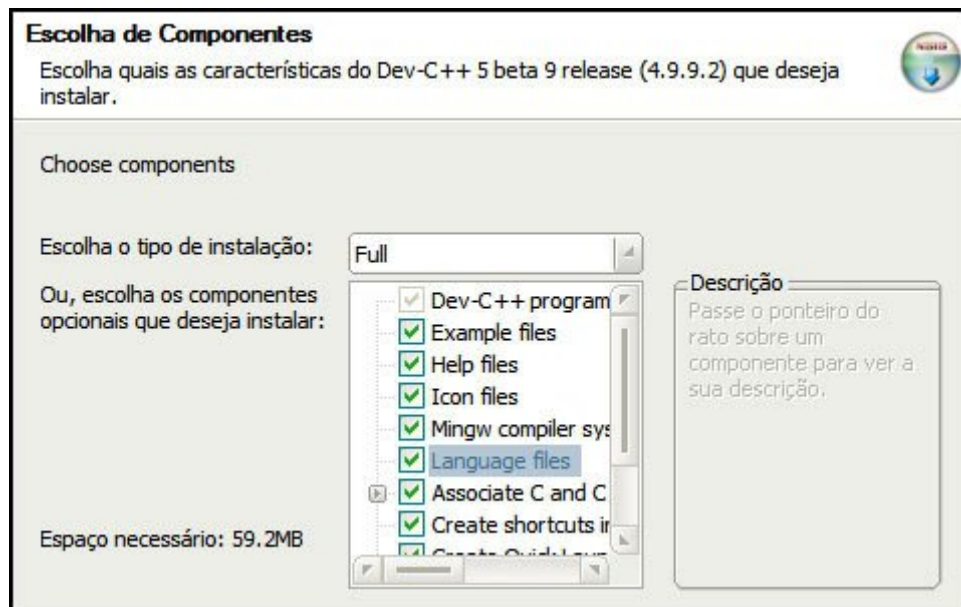 Escolha de Componentes
Escolha quais as características do Dev-C++ 5 beta 9 release (4.9.9.2) que deseja
instalar.
Choose components
Escolha o tipo de instalação:
Full
Ou, escolha os componentes
opcionais que deseja instalar:
Dev-C++ program
Example files
Help files
Icon files
Mingw compiler sys
Language files
Associate C and C
Create shortcuts in
Espaço necessário: 59.2MB
Descrição
Passe o ponteiro do
rato sobre um
componente para ver a
sua descrição.